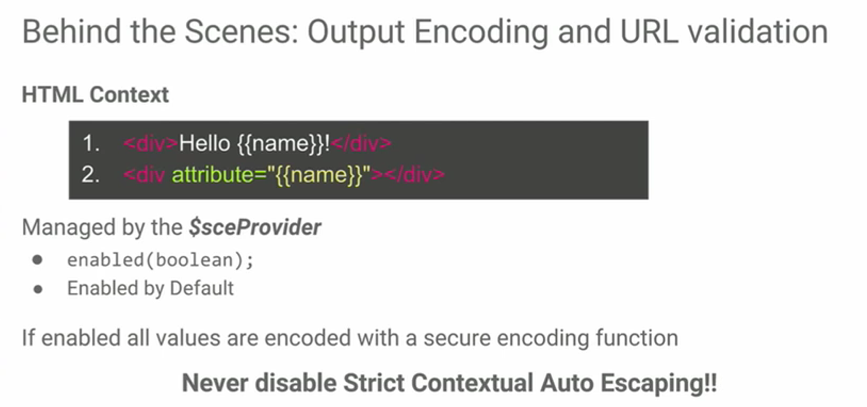 Behind the Scenes: Output Encoding and URL validation
HTML Context
1. <div>Hello {{name}}!</div>
2. <div attribute="{{name}}"></div>
Managed by the $sceProvider
● enabled(boolean);
● Enabled by Default
If enabled all values are encoded with a secure encoding function
Never disable Strict Contextual Auto Escaping!!